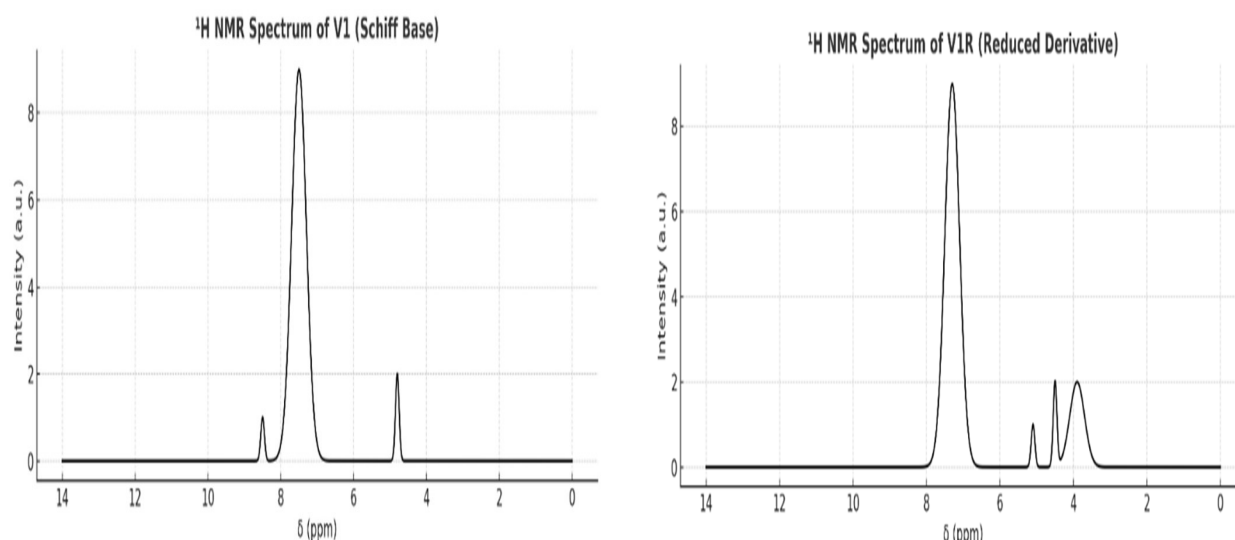 ¹H NMR Spectrum of V1 (Schiff Base)
Intensity (a.u.)
8
6
4
2
0
14 12 10 8 6 4 2 0
δ (ppm)
¹H NMR Spectrum of V1R (Reduced Derivative)
Intensity (a.u.)
8
6
4
2
0
14 12 10 8 6 4 2 0
δ (ppm)